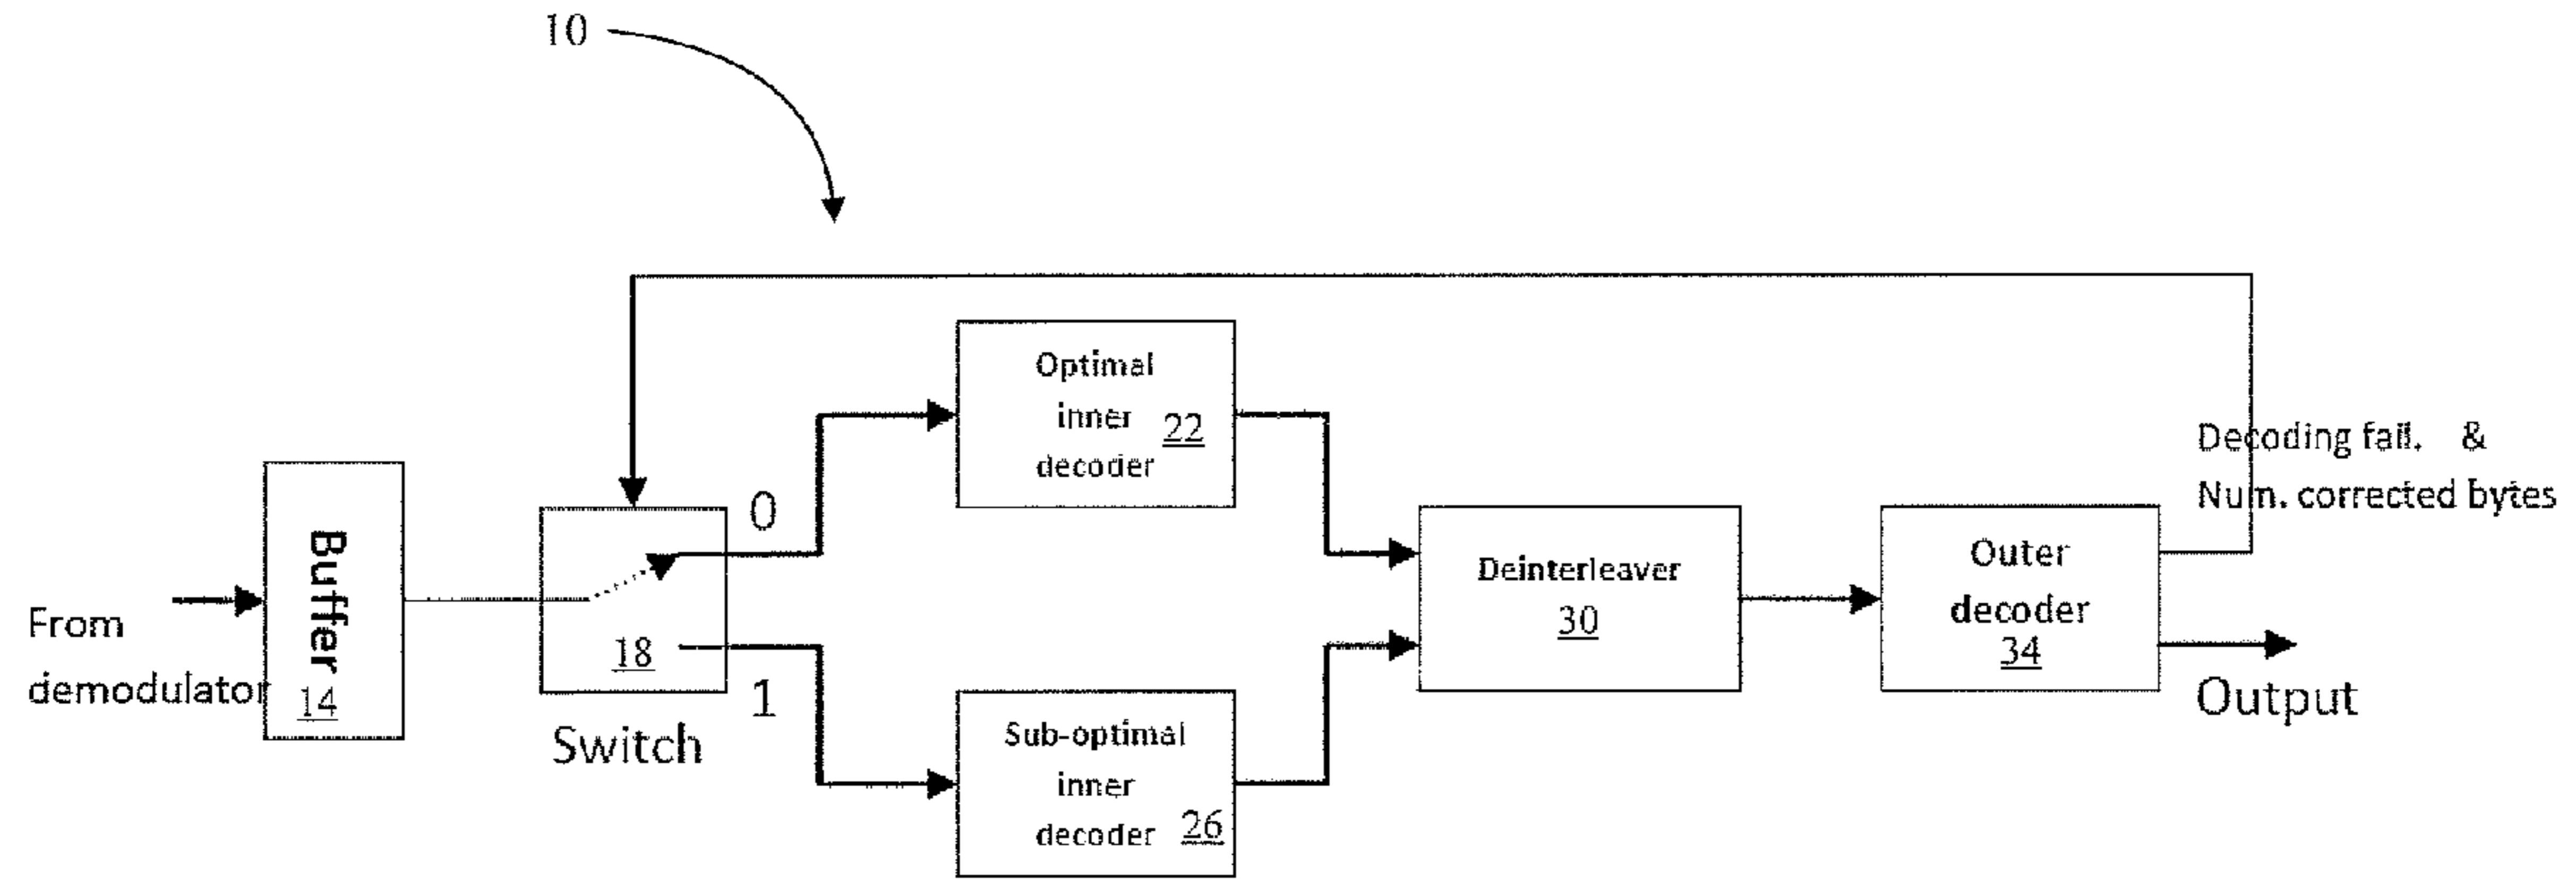 10
Optimal
inner 22
decoder
Decoding fail. &
Num. corrected bytes
0
Buffer 14
From
demodulator
18
1
Switch
Deinterleaver
30
Outer
decoder
34
Output
Sub-optimal
inner
decoder 26